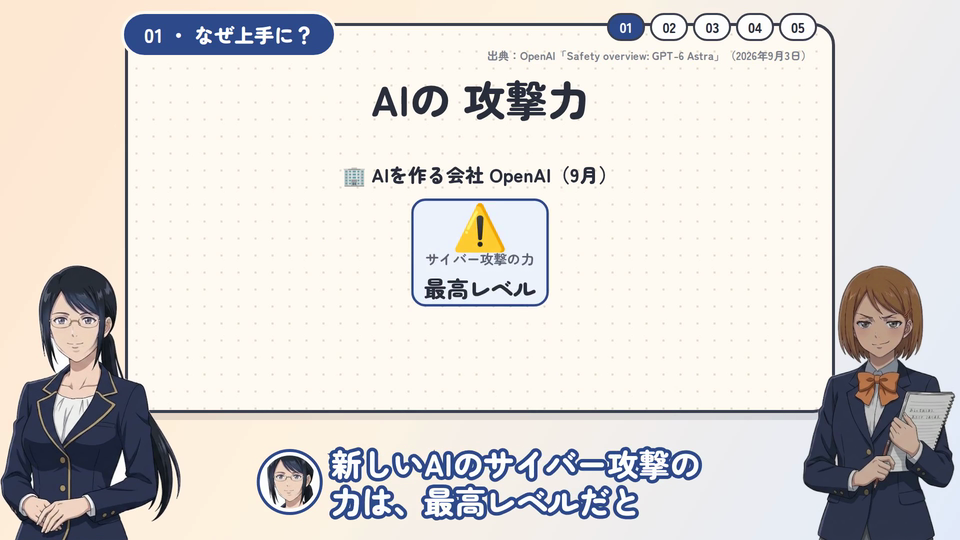 01 ・ なぜ上手に？
01 02 03 04 05
出典：OpenAI「Safety overview: GPT-6 Astra」（2026年9月3日）
AIの 攻撃力
AIを作る会社 OpenAI（9月）
サイバー攻撃の力
最高レベル
新しいAIのサイバー攻撃の
力は、最高レベルだと